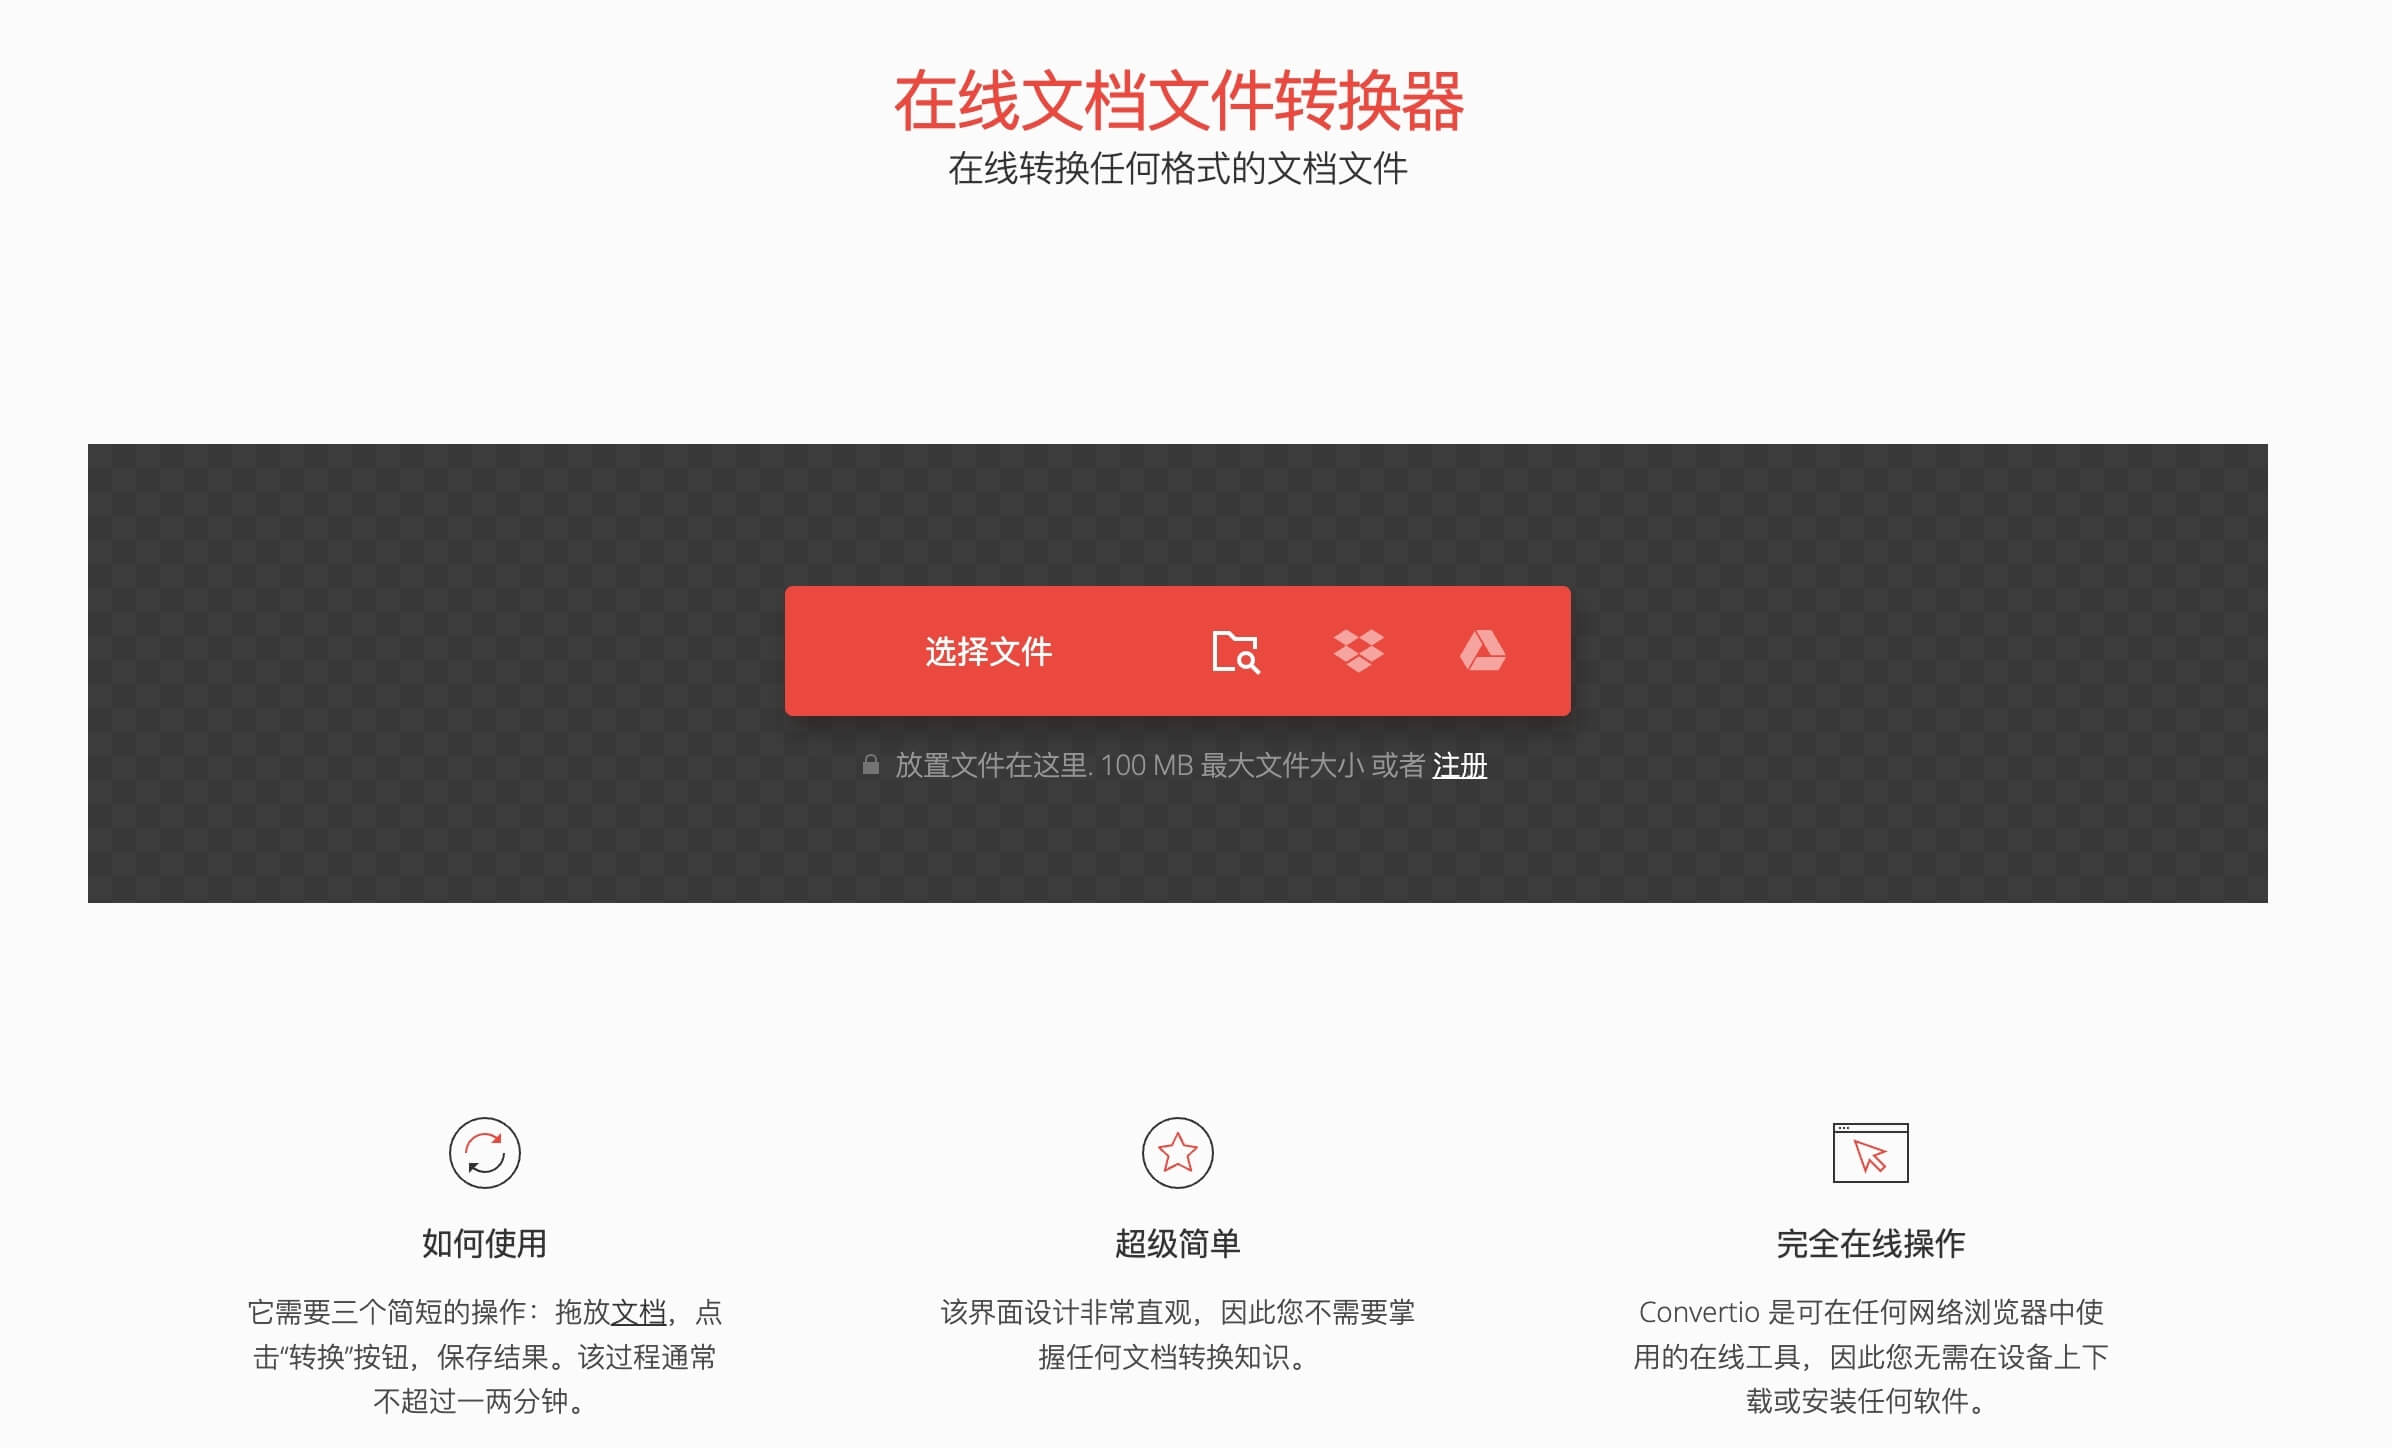 在线文档文件转换器
在线转换任何格式的文档文件
选择文件
放置文件在这里. 100 MB 最大文件大小 或者 注册
如何使用
它需要三个简短的操作：拖放文档，点
击“转换”按钮，保存结果。该过程通常
不超过一两分钟。
超级简单
该界面设计非常直观，因此您不需要掌
握任何文档转换知识。
完全在线操作
Convertio 是可在任何网络浏览器中使
用的在线工具，因此您无需在设备上下
载或安装任何软件。